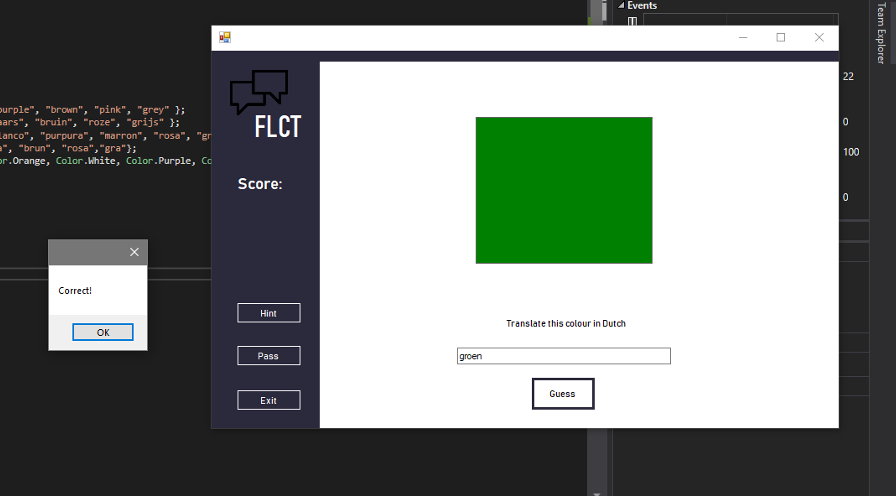 Events
Team Explorer
22
0
100
0
purple", "brown", "pink", "grey" };
aars", "bruin", "roze", "grijs" };
lanco", "purpura", "marron", "rosa", "gr
", "brun", "rosa","gra"};
or.Orange, Color.White, Color.Purple, Co
FLCT
Score:
Correct!
OK
Hint
Pass
Exit
Translate this colour in Dutch
groen
Guess